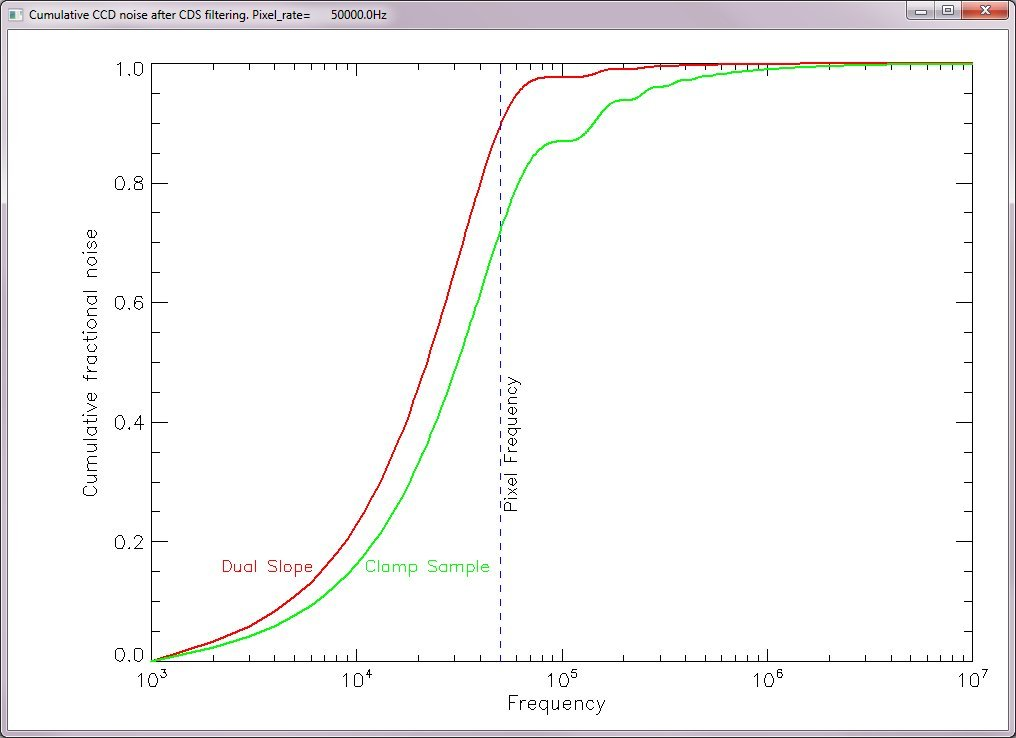 Cumulative CCD noise after CDS filtering. Pixel_rate= 50000.0Hz
1.0
0.8
0.6
0.4
0.2
0.0
Cumulative fractional noise
Dual Slope
Clamp Sample
Pixel Frequency
10³
10⁴
10⁵
10⁶
10⁷
Frequency